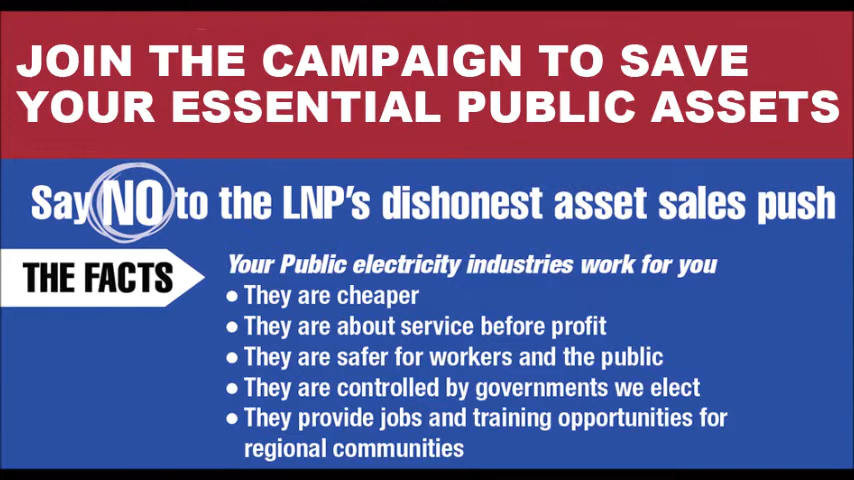 JOIN THE CAMPAIGN TO SAVE
YOUR ESSENTIAL PUBLIC ASSETS
Say NO to the LNP's dishonest asset sales push
THE FACTS
Your Public electricity industries work for you
● They are cheaper
● They are about service before profit
● They are safer for workers and the public
● They are controlled by governments we elect
● They provide jobs and training opportunities for
regional communities